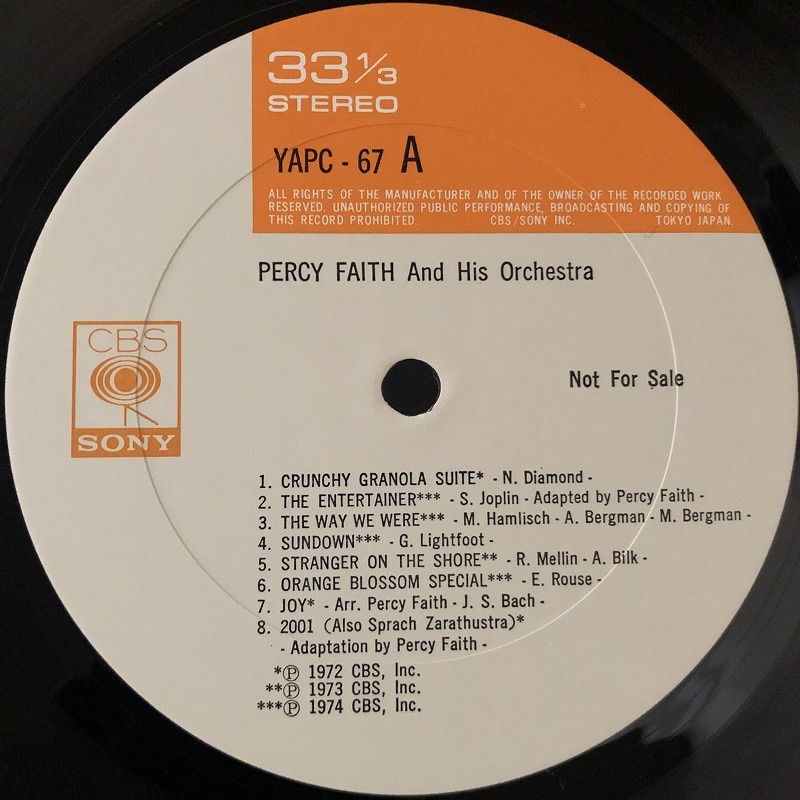 33 1/3
STEREO
YAPC - 67 A
ALL RIGHTS OF THE MANUFACTURER AND OF THE OWNER OF THE RECORDED WORK
RESERVED. UNAUTHORIZED PUBLIC PERFORMANCE, BROADCASTING AND COPYING OF
THIS RECORD PROHIBITED. CBS/SONY INC. TOKYO JAPAN.
PERCY FAITH And His Orchestra
CBS
SONY
Not For Sale
1. CRUNCHY GRANOLA SUITE* - N. Diamond -
2. THE ENTERTAINER*** - S. Joplin - Adapted by Percy Faith -
3. THE WAY WE WERE*** - M. Hamlisch - A. Bergman - M. Bergman -
4. SUNDOWN*** - G. Lightfoot -
5. STRANGER ON THE SHORE** - R. Mellin - A. Bilk -
6. ORANGE BLOSSOM SPECIAL*** - E. Rouse -
7. JOY* - Arr. Percy Faith - J. S. Bach -
8. 2001 (Also Sprach Zarathustra)*
- Adaptation by Percy Faith -
*Ⓟ 1972 CBS, Inc.
**Ⓟ 1973 CBS, Inc.
***Ⓟ 1974 CBS, Inc.